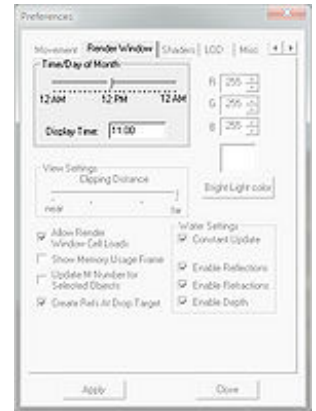 Preferences
Movement Render Window Shaders LOD Misc
Time/Day of Month
12 AM 12 PM 12 AM
Display Time: 11:00
R 255
G 255
B 255
Bright Light color
View Settings
Clipping Distance
near far
Allow Render
Window Cell Loads
Show Memory Usage Frame
Update M Number for
Selected Objects
Create Refs At Drop Target
Water Settings
Constant Update
Enable Reflections
Enable Refractions
Enable Depth
Apply Close